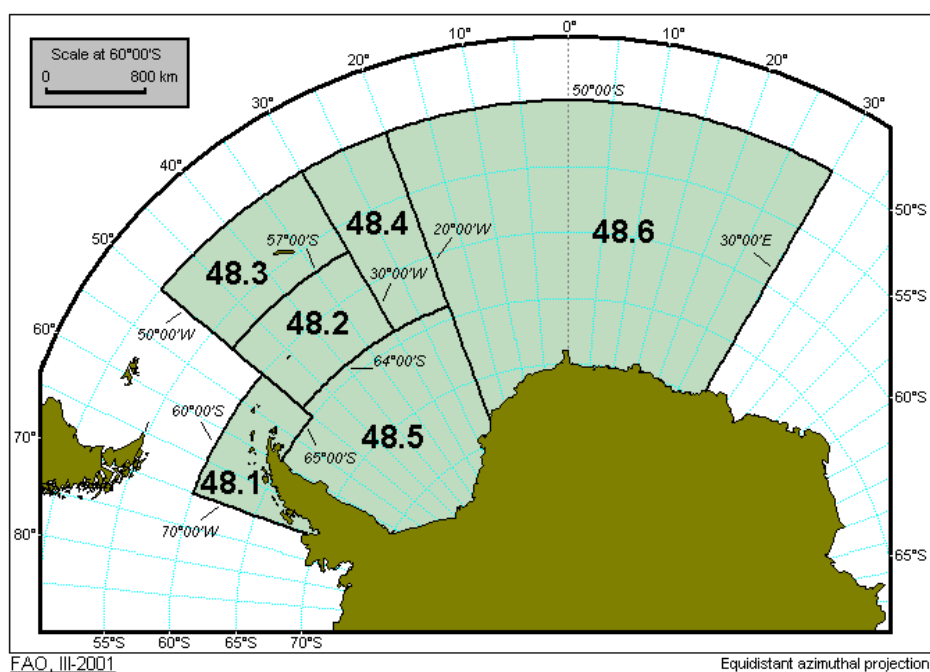 Scale at 60°00'S
0 800 km
0°
10° 10°
20° 20°
30° 30°
40°
50°
60°
70°
80°
50°00'S
50°S
55°S
60°S
65°S
55°S 60°S 65°S 70°S
48.3
57°00'S
48.4
20°00'W
48.6
30°00'E
30°00'W
48.2
50°00'W
64°00'S
60°00'S
48.5
65°00'S
48.1
70°00'W
FAO, III-2001
Equidistant azimuthal projection